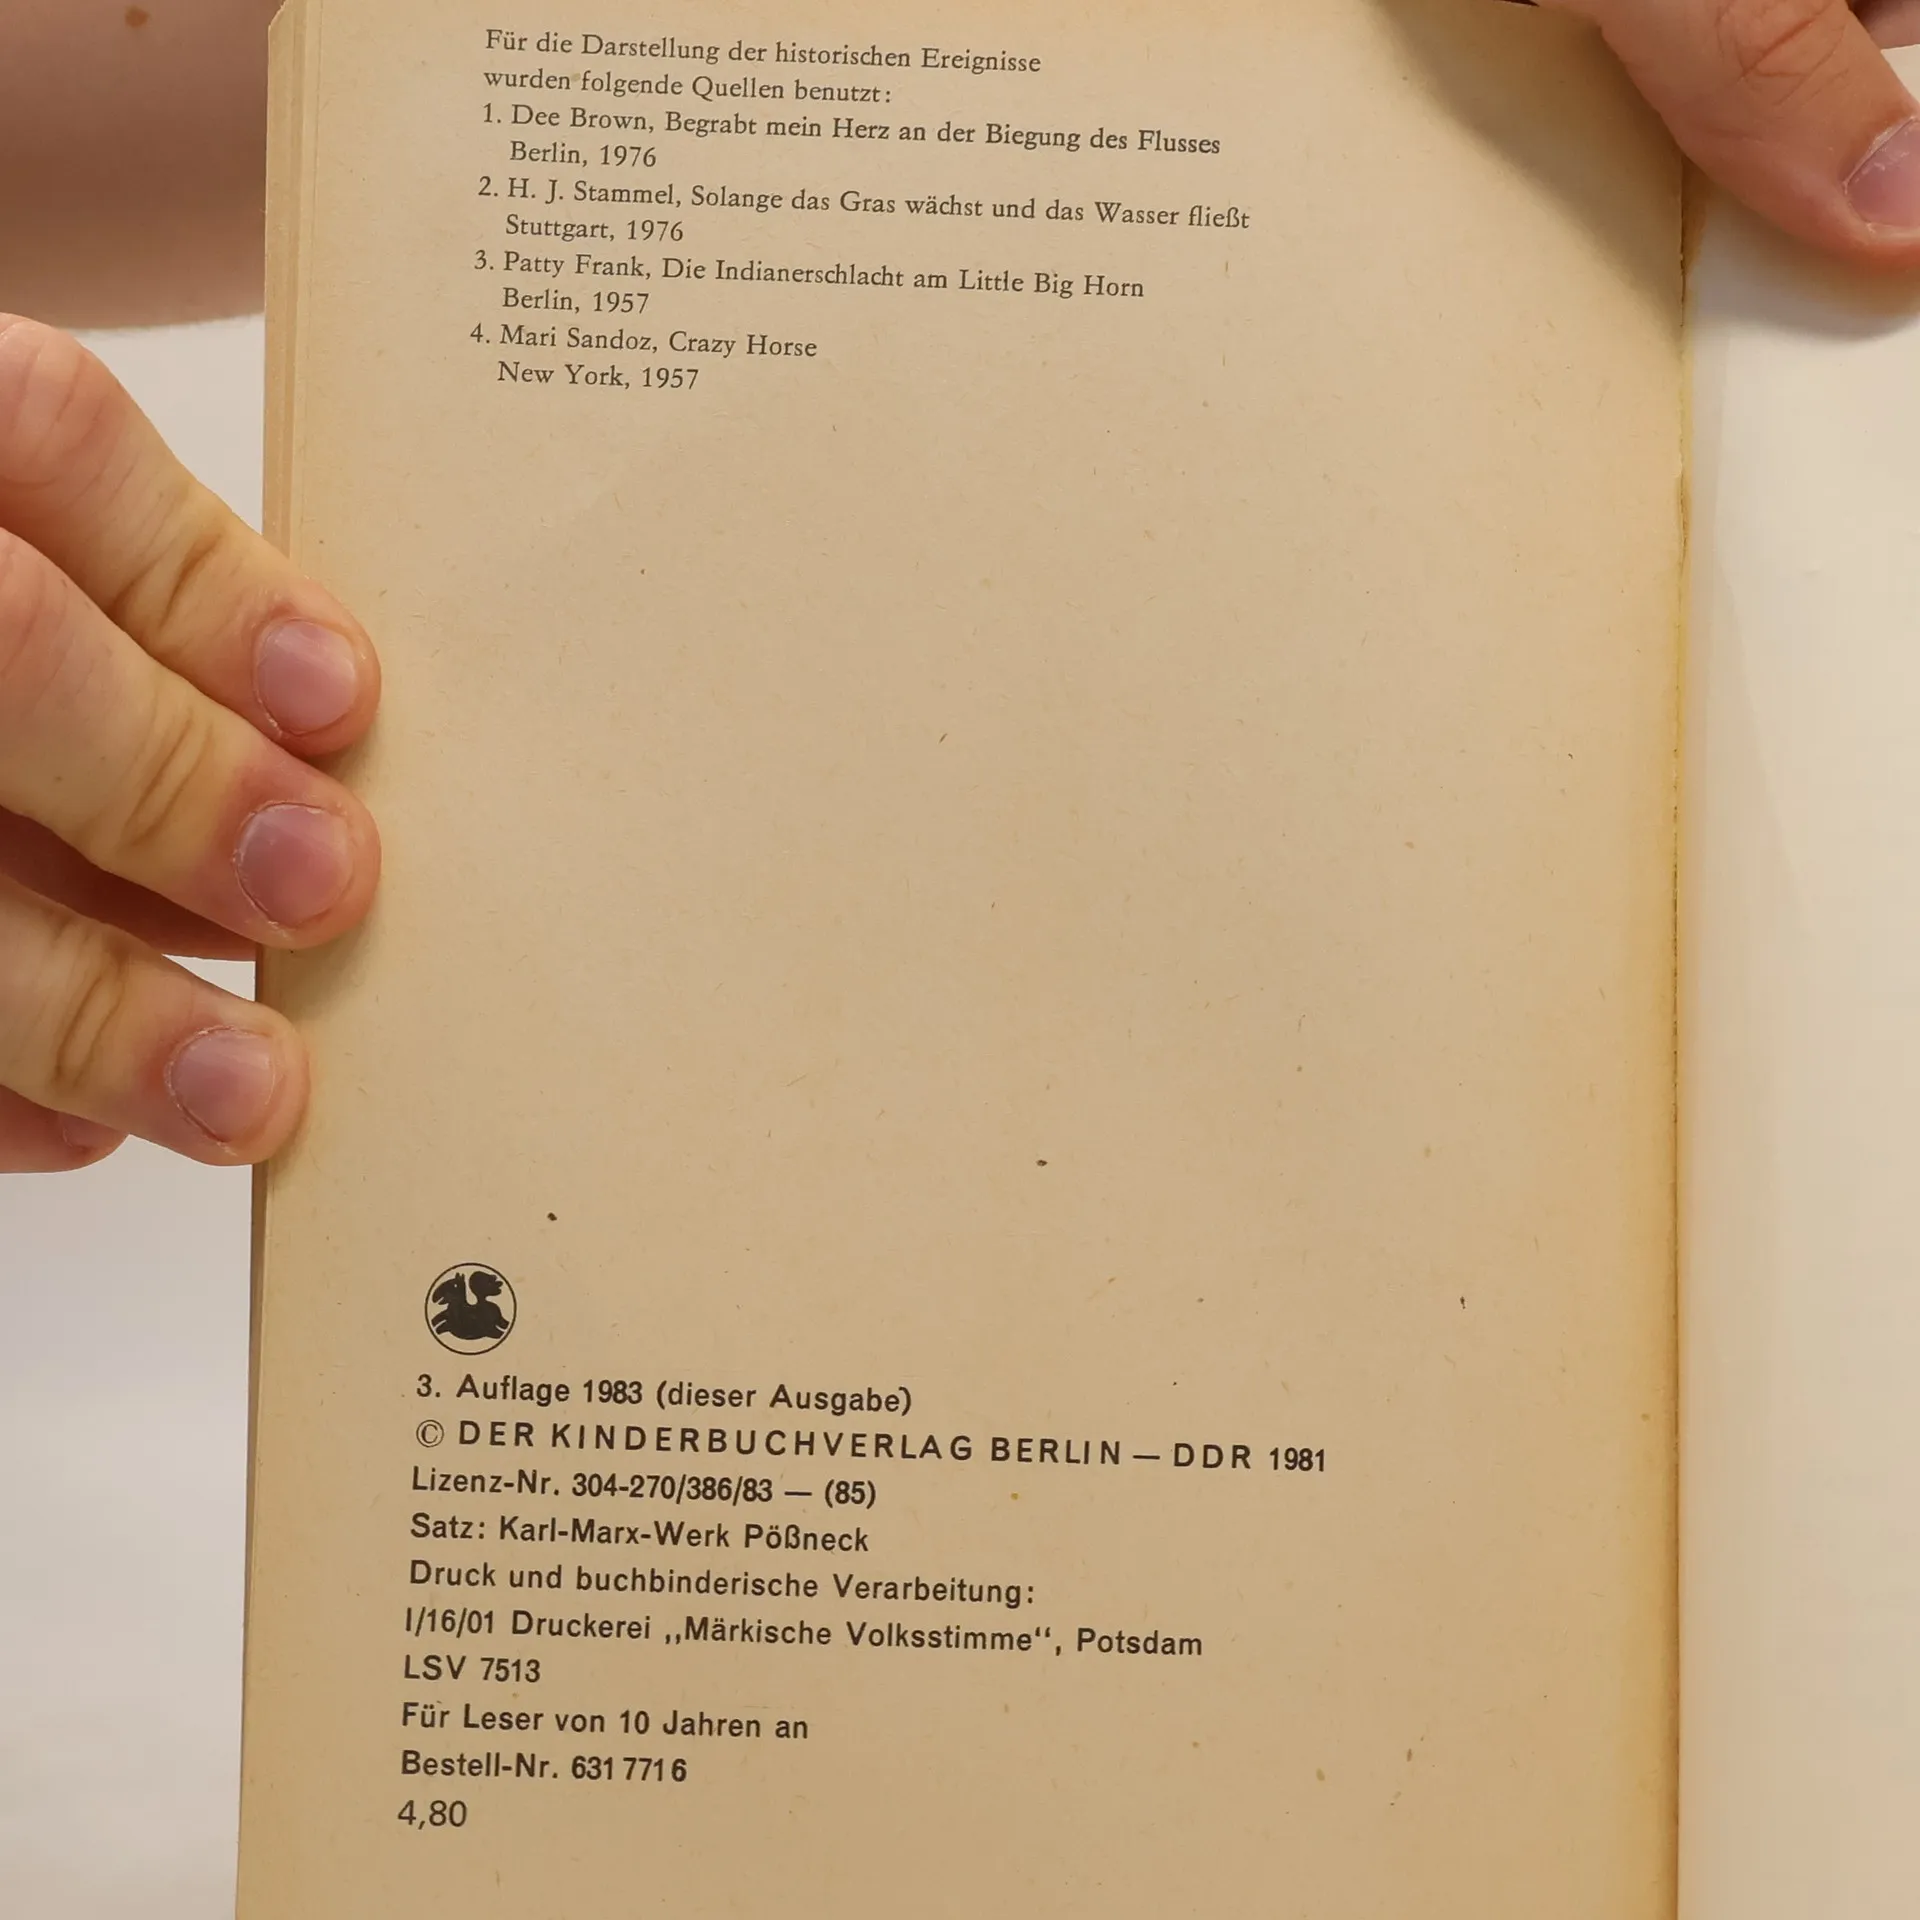 Für die Darstellung der historischen Ereignisse
wurden folgende Quellen benutzt:
1. Dee Brown, Begrabt mein Herz an der Biegung des Flusses
Berlin, 1976
2. H. J. Stammel, Solange das Gras wächst und das Wasser fließt
Stuttgart, 1976
3. Patty Frank, Die Indianerschlacht am Little Big Horn
Berlin, 1957
4. Mari Sandoz, Crazy Horse
New York, 1957
3. Auflage 1983 (dieser Ausgabe)
© DER KINDERBUCHVERLAG BERLIN — DDR 1981
Lizenz-Nr. 304-270/386/83 — (85)
Satz: Karl-Marx-Werk Pößneck
Druck und buchbinderische Verarbeitung:
I/16/01 Druckerei „Märkische Volksstimme“, Potsdam
LSV 7513
Für Leser von 10 Jahren an
Bestell-Nr. 631 771 6
4,80